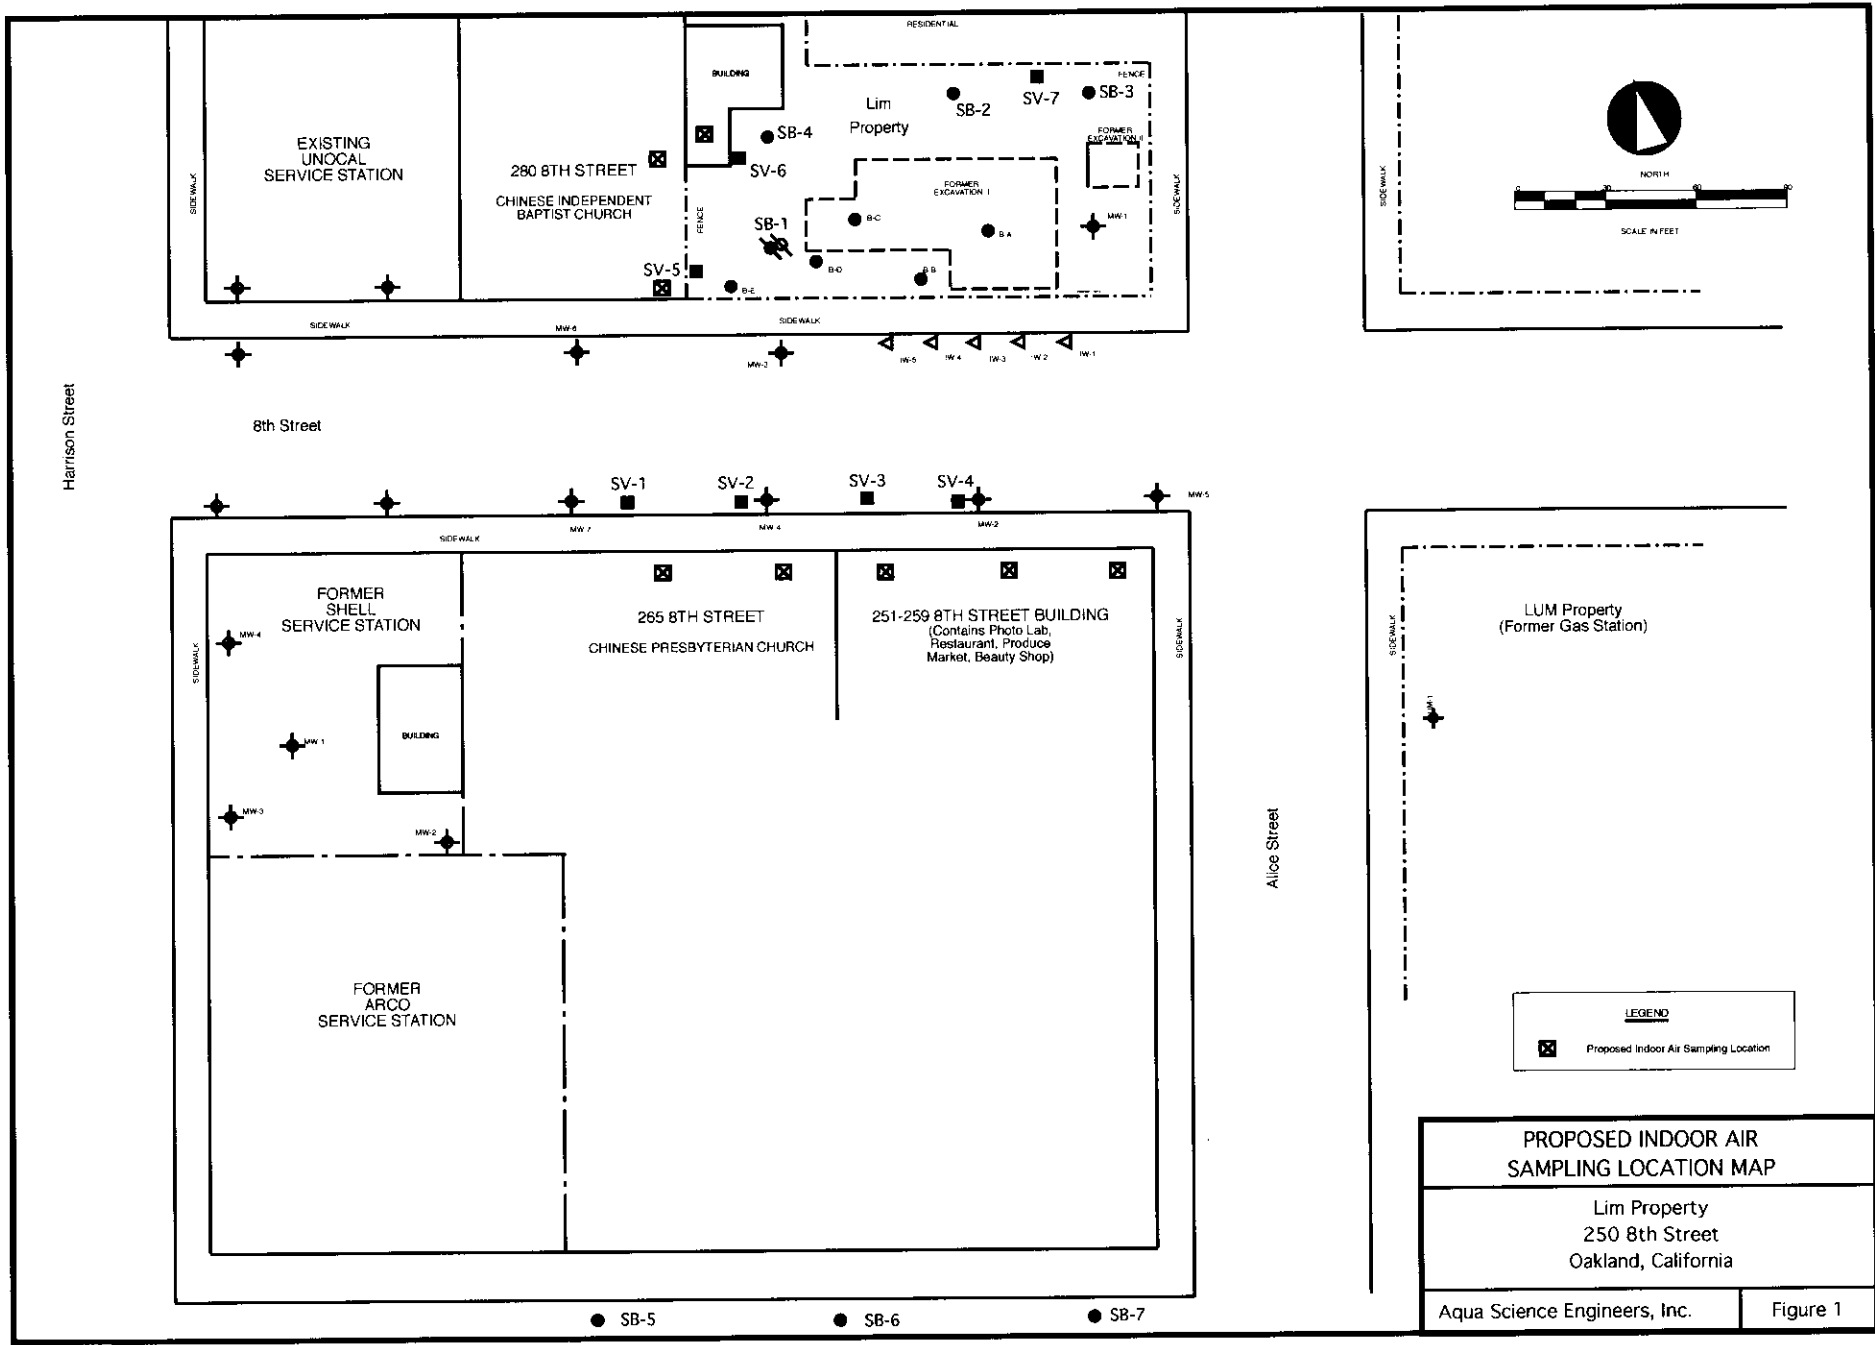 RESIDENTIAL
BUILDING
FENCE
SB-2
SV-7
SB-3
Lim
Property
SB-4
FORMER
EXCAVATION II
EXISTING
UNOCAL
SERVICE STATION
SIDEWALK
280 8TH STREET
CHINESE INDEPENDENT
BAPTIST CHURCH
SV-6
FORMER
EXCAVATION I
SIDEWALK
SIDEWALK
NORTH
0 30 60 90
SCALE IN FEET
FENCE
SB-1
B-C
B-A
MW-1
SV-5
B-D
B-B
B-E
SIDEWALK
MW-6
SIDEWALK
MW-3
IW-5
IW-4
IW-3
IW-2
IW-1
Harrison Street
8th Street
SV-1
SV-2
SV-3
SV-4
MW-5
MW-7
MW-4
MW-2
SIDEWALK
FORMER
SHELL
SERVICE STATION
265 8TH STREET
CHINESE PRESBYTERIAN CHURCH
251-259 8TH STREET BUILDING
(Contains Photo Lab,
Restaurant, Produce
Market, Beauty Shop)
LUM Property
(Former Gas Station)
SIDEWALK
SIDEWALK
SIDEWALK
MW-4
MW-1
BUILDING
MW-3
MW-2
Alice Street
FORMER
ARCO
SERVICE STATION
LEGEND
Proposed Indoor Air Sampling Location
PROPOSED INDOOR AIR
SAMPLING LOCATION MAP
Lim Property
250 8th Street
Oakland, California
Aqua Science Engineers, Inc.
Figure 1
SB-5
SB-6
SB-7